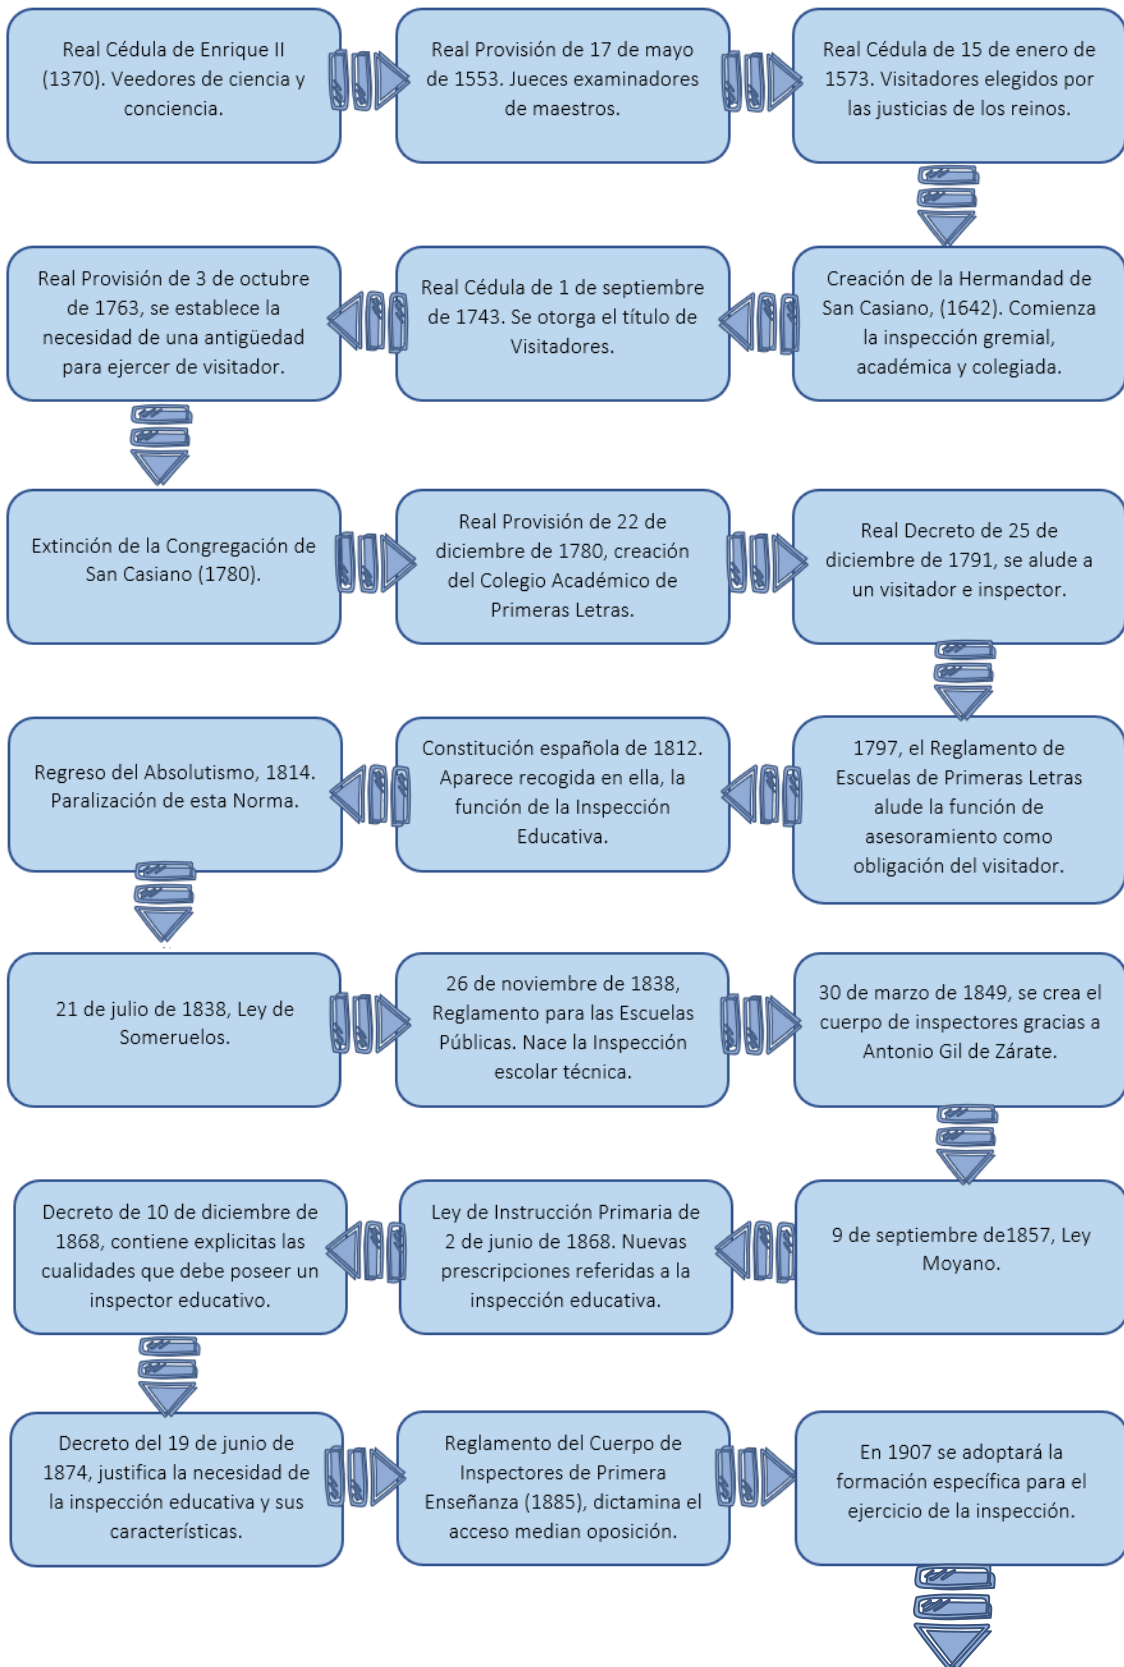 Real Cédula de Enrique II
(1370). Veedores de ciencia y
conciencia.
Real Provisión de 17 de mayo
de 1553. Jueces examinadores
de maestros.
Real Cédula de 15 de enero de
1573. Visitadores elegidos por
las justicias de los reinos.
Creación de la Hermandad de
San Casiano, (1642). Comienza
la inspección gremial,
académica y colegiada.
Real Cédula de 1 de septiembre
de 1743. Se otorga el título de
Visitadores.
Real Provisión de 3 de octubre
de 1763, se establece la
necesidad de una antigüedad
para ejercer de visitador.
Extinción de la Congregación de
San Casiano (1780).
Real Provisión de 22 de
diciembre de 1780, creación
del Colegio Académico de
Primeras Letras.
Real Decreto de 25 de
diciembre de 1791, se alude a
un visitador e inspector.
1797, el Reglamento de
Escuelas de Primeras Letras
alude la función de
asesoramiento como
obligación del visitador.
Constitución española de 1812.
Aparece recogida en ella, la
función de la Inspección
Educativa.
Regreso del Absolutismo, 1814.
Paralización de esta Norma.
21 de julio de 1838, Ley de
Someruelos.
26 de noviembre de 1838,
Reglamento para las Escuelas
Públicas. Nace la Inspección
escolar técnica.
30 de marzo de 1849, se crea el
cuerpo de inspectores gracias a
Antonio Gil de Zárate.
9 de septiembre de1857, Ley
Moyano.
Ley de Instrucción Primaria de
2 de junio de 1868. Nuevas
prescripciones referidas a la
inspección educativa.
Decreto de 10 de diciembre de
1868, contiene explicitas las
cualidades que debe poseer un
inspector educativo.
Decreto del 19 de junio de
1874, justifica la necesidad de
la inspección educativa y sus
características.
Reglamento del Cuerpo de
Inspectores de Primera
Enseñanza (1885), dictamina el
acceso median oposición.
En 1907 se adoptará la
formación específica para el
ejercicio de la inspección.